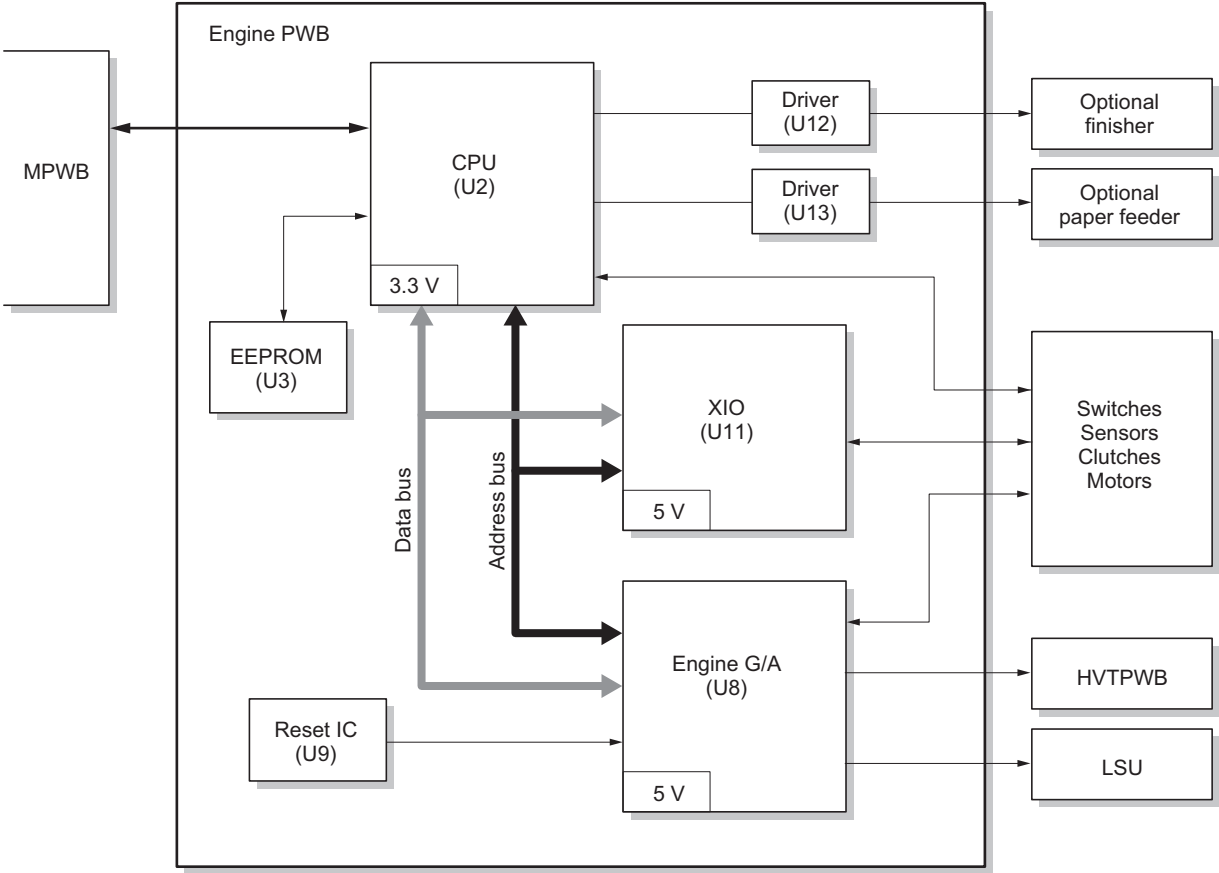 Engine PWB
MPWB
CPU
(U2)
3.3 V
Driver
(U12)
Optional
finisher
Driver
(U13)
Optional
paper feeder
EEPROM
(U3)
XIO
(U11)
5 V
Switches
Sensors
Clutches
Motors
Data bus
Address bus
Engine G/A
(U8)
5 V
HVTPWB
Reset IC
(U9)
LSU